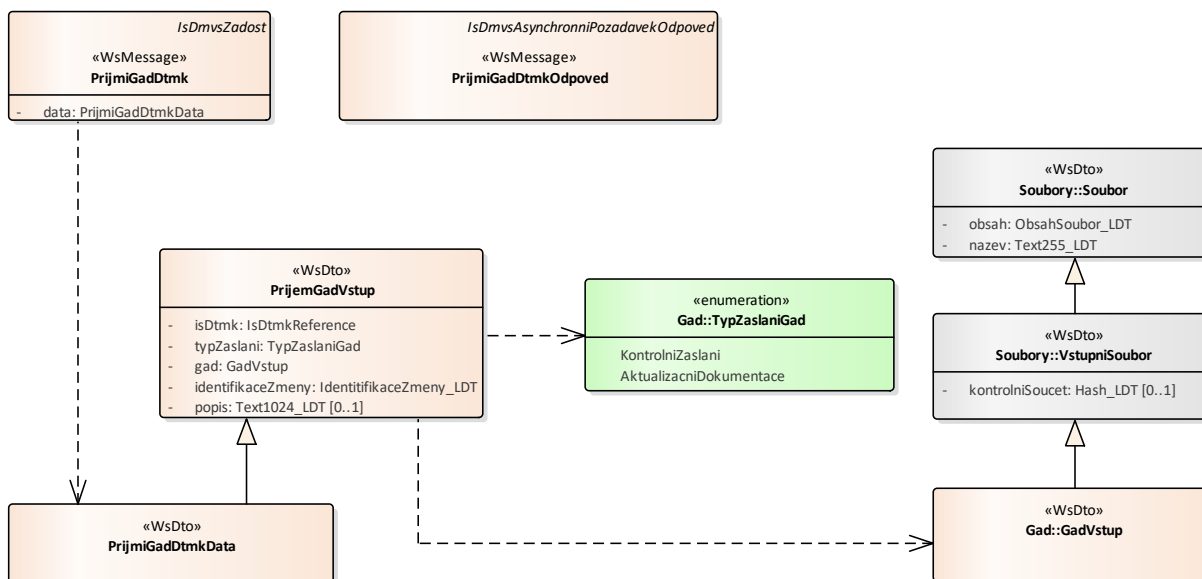 IsDmvsZadost
«WsMessage»
PrijmiGadDtmk
- data: PrijmiGadDtmkData
IsDmvsAsynchronniPozadavekOdpoved
«WsMessage»
PrijmiGadDtmkOdpoved
«WsDto»
Soubory::Soubor
- obsah: ObsahSoubor_LDT
- nazev: Text255_LDT
«WsDto»
PrijemGadVstup
- isDtmk: IsDtmkReference
- typZaslani: TypZaslaniGad
- gad: GadVstup
- identifikaceZmeny: IdentitifikaceZmeny_LDT
- popis: Text1024_LDT [0..1]
«enumeration»
Gad::TypZaslaniGad
KontrolniZaslani
AktualizacniDokumentace
«WsDto»
Soubory::VstupniSoubor
- kontrolniSoucet: Hash_LDT [0..1]
«WsDto»
PrijmiGadDtmkData
«WsDto»
Gad::GadVstup